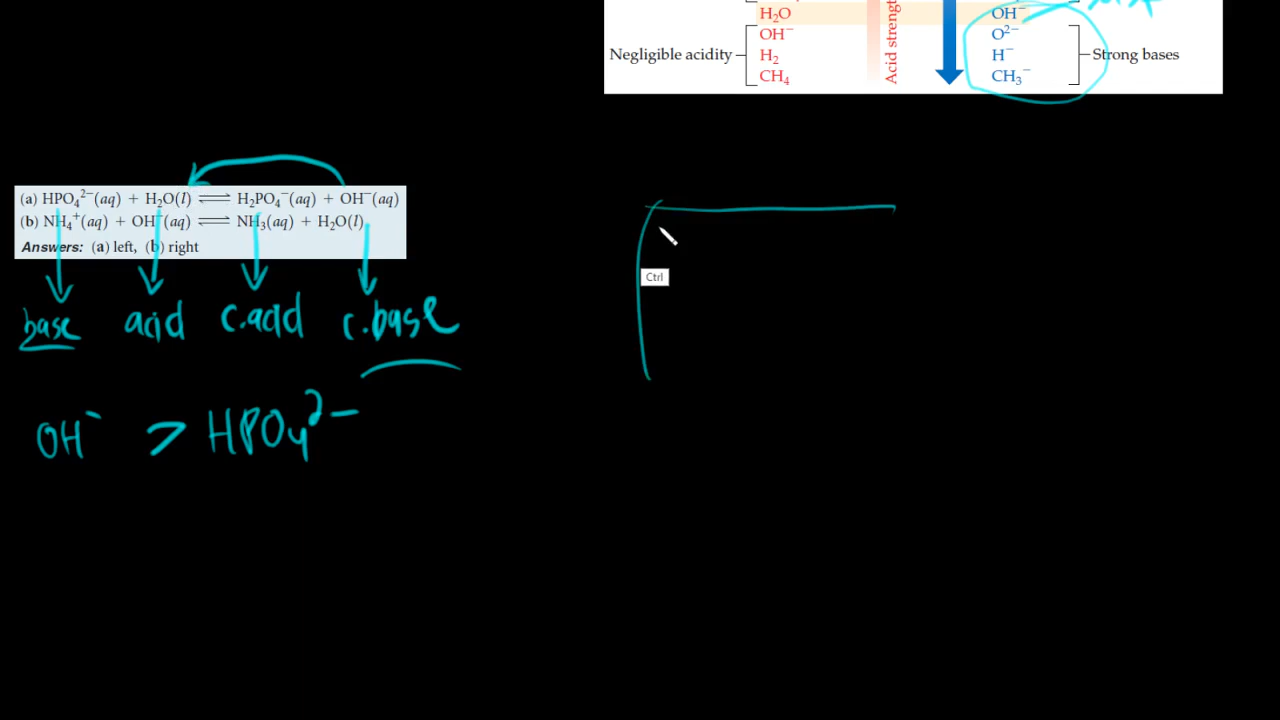 H₂O
OH⁻
OH⁻
O²⁻
Negligible acidity
H₂
H⁻
Strong bases
CH₄
CH₃⁻
Acid strength
(a) HPO₄²⁻(aq) + H₂O(l) ⇌ H₂PO₄⁻(aq) + OH⁻(aq)
(b) NH₄⁺(aq) + OH⁻(aq) ⇌ NH₃(aq) + H₂O(l)
Answers: (a) left, (b) right
Ctrl
base acid c.acid c.base
OH⁻ > HPO₄²⁻